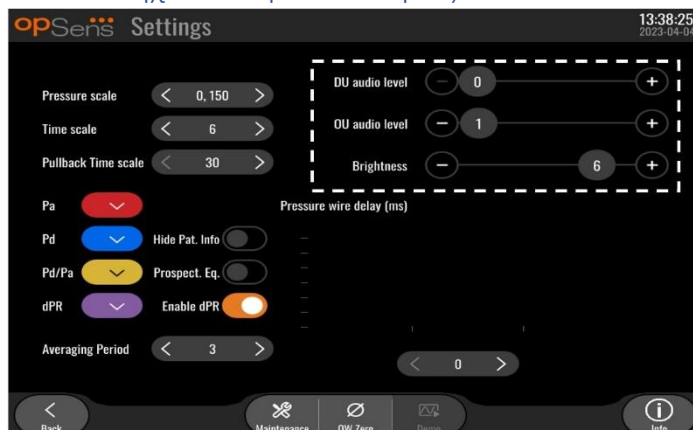 opSens Settings
13:38:25
2023-04-04
Pressure scale < 0, 150 >
Time scale < 6 >
Pullback Time scale < 30 >
DU audio level - 0 +
OU audio level - 1 +
Brightness - 6 +
Pa
Pressure wire delay (ms)
Pd Hide Pat. Info
Pd/Pa Prospect. Eq.
dPR Enable dPR
Averaging Period < 3 >
< 0 >
Back
Maintenance
OW Zero
Demo
Info